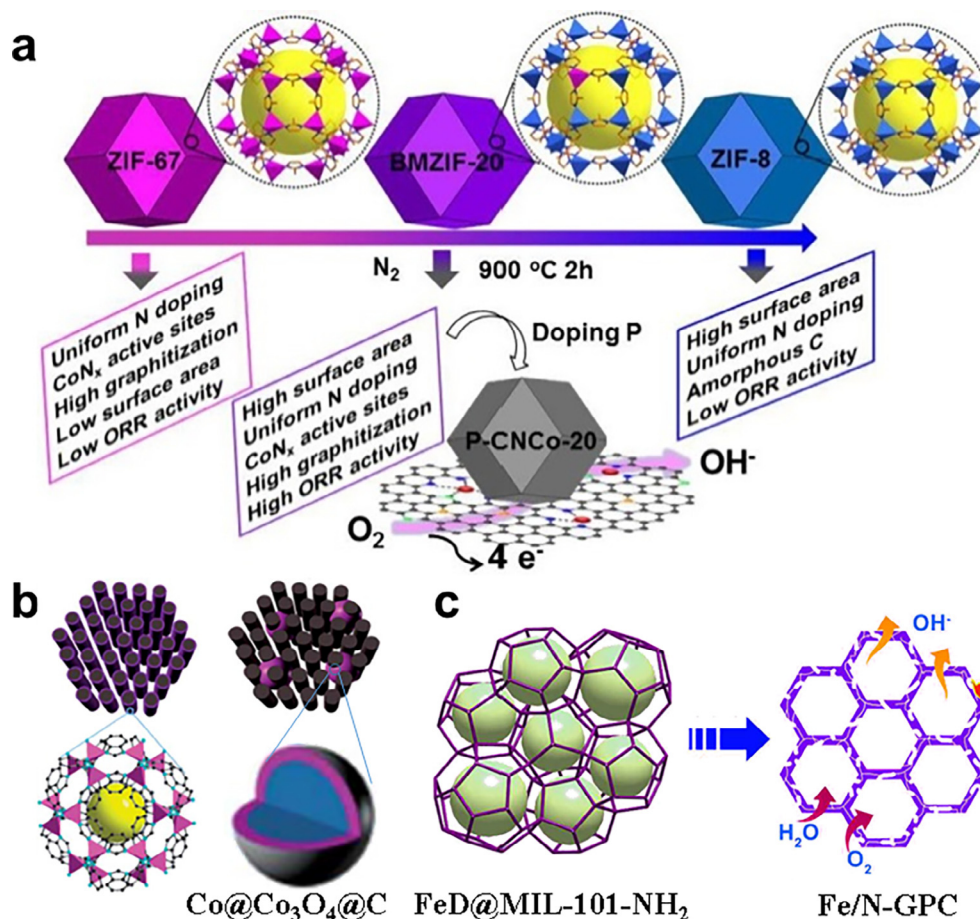 a
ZIF-67
BMZIF-20
ZIF-8
N₂ 900 °C 2h
Uniform N doping
CoNₓ active sites
High graphitization
Low surface area
Low ORR activity
High surface area
Uniform N doping
CoNₓ active sites
High graphitization
High ORR activity
Doping P
P-CNCo-20
High surface area
Uniform N doping
Amorphous C
Low ORR activity
O₂
4 e⁻
OH⁻
b
Co@Co₃O₄@C
c
FeD@MIL-101-NH₂
OH⁻
H₂O
O₂
Fe/N-GPC